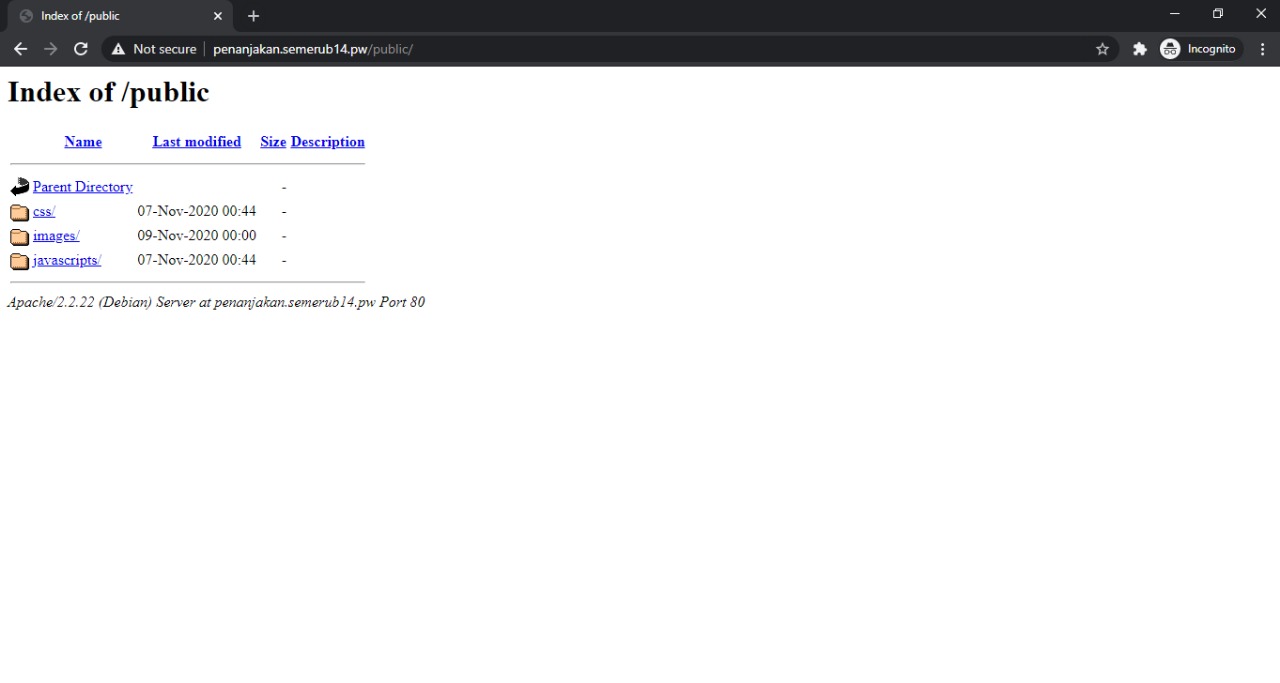 Index of /public
Not secure penanjakan.semerub14.pw/public/ Incognito
Index of /public
Name Last modified Size Description
Parent Directory -
css/ 07-Nov-2020 00:44 -
images/ 09-Nov-2020 00:00 -
javascripts/ 07-Nov-2020 00:44 -
Apache/2.2.22 (Debian) Server at penanjakan.semerub14.pw Port 80